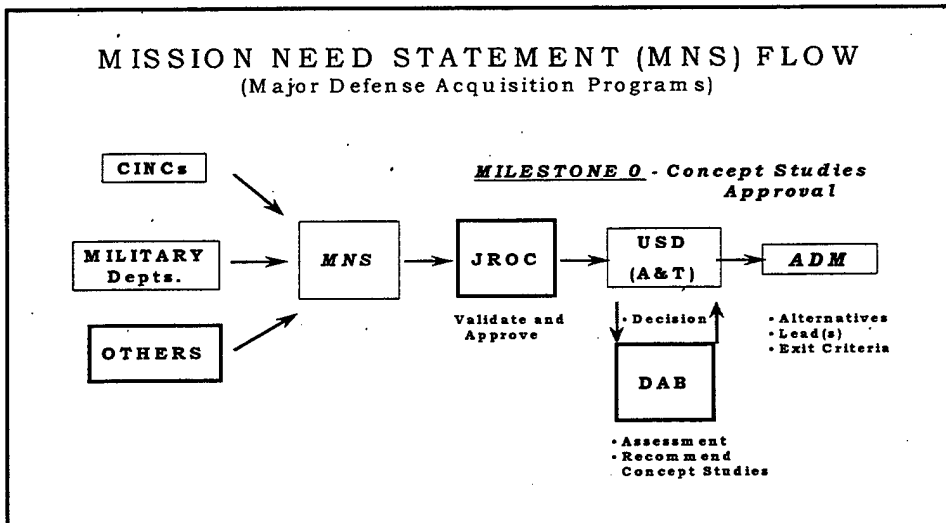 MISSION NEED STATEMENT (MNS) FLOW
(Major Defense Acquisition Programs)
CINCs
MILITARY
Depts.
OTHERS
MNS
MILESTONE 0 - Concept Studies
Approval
JROC
Validate and
Approve
USD
(A&T)
· Decision
DAB
· Assessment
· Recommend
Concept Studies
ADM
· Alternatives
· Lead(s)
· Exit Criteria